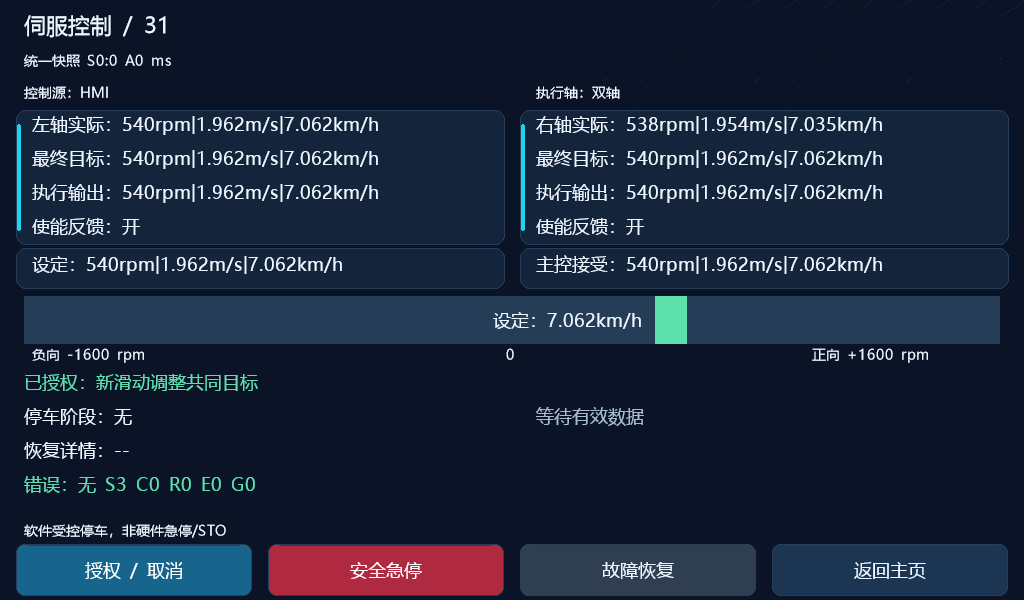 伺服控制 / 31
统一快照 S0:0 A0 ms
控制源：HMI
执行轴：双轴
左轴实际：540rpm|1.962m/s|7.062km/h
最终目标：540rpm|1.962m/s|7.062km/h
执行输出：540rpm|1.962m/s|7.062km/h
使能反馈：开
右轴实际：538rpm|1.954m/s|7.035km/h
最终目标：540rpm|1.962m/s|7.062km/h
执行输出：540rpm|1.962m/s|7.062km/h
使能反馈：开
设定：540rpm|1.962m/s|7.062km/h
主控接受：540rpm|1.962m/s|7.062km/h
设定：7.062km/h
负向 -1600 rpm
0
正向 +1600 rpm
已授权：新滑动调整共同目标
停车阶段：无
等待有效数据
恢复详情：--
错误：无 S3 C0 R0 E0 G0
软件受控停车，非硬件急停/STO
授权 / 取消
安全急停
故障恢复
返回主页